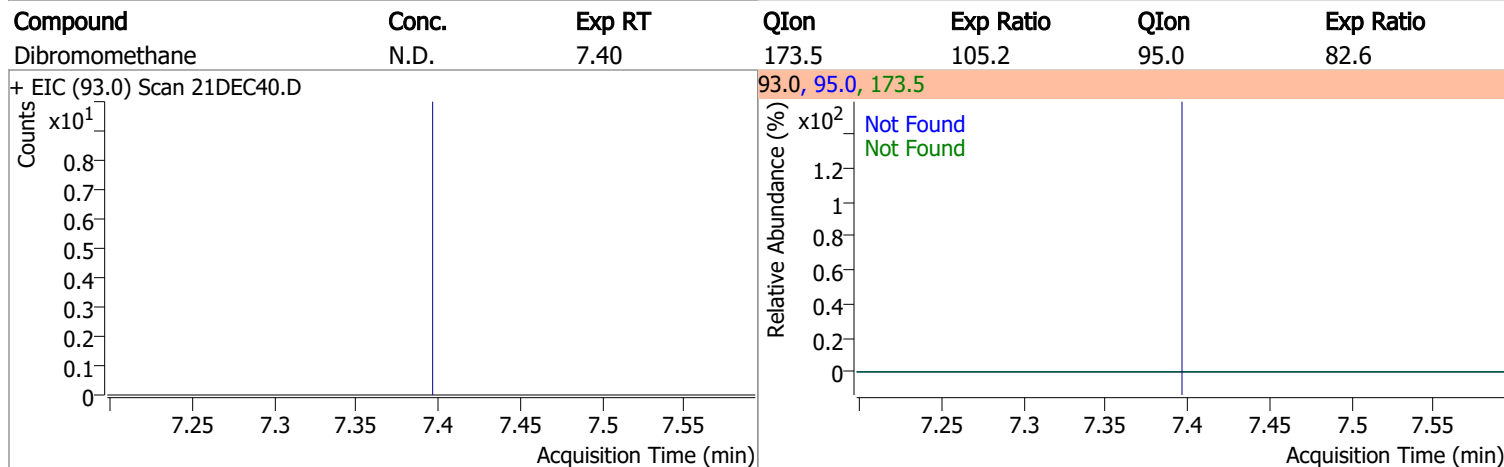 Compound Conc. Exp RT QIon Exp Ratio QIon Exp Ratio
Dibromomethane N.D. 7.40 173.5 105.2 95.0 82.6
+ EIC (93.0) Scan 21DEC40.D
Counts
x10¹
0.8
0.7
0.6
0.5
0.4
0.3
0.2
0.1
0
7.25 7.3 7.35 7.4 7.45 7.5 7.55
Acquisition Time (min)
93.0, 95.0, 173.5
Relative Abundance (%)
x10²
Not Found
Not Found
1.2
1
0.8
0.6
0.4
0.2
0
7.25 7.3 7.35 7.4 7.45 7.5 7.55
Acquisition Time (min)